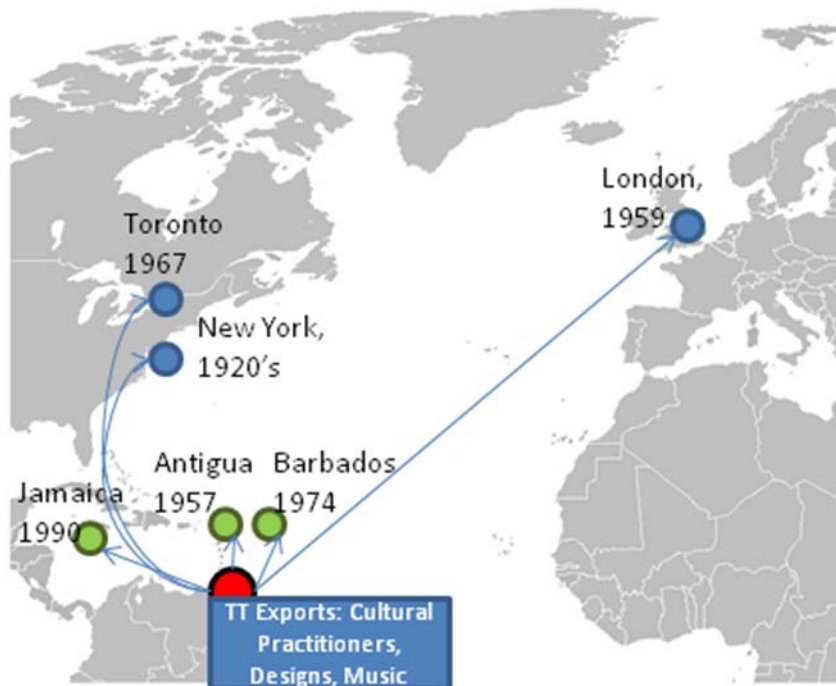 London,
1959
Toronto
1967
New York,
1920's
Antigua
1957
Barbados
1974
Jamaica
1990
TT Exports: Cultural
Practitioners,
Designs, Music